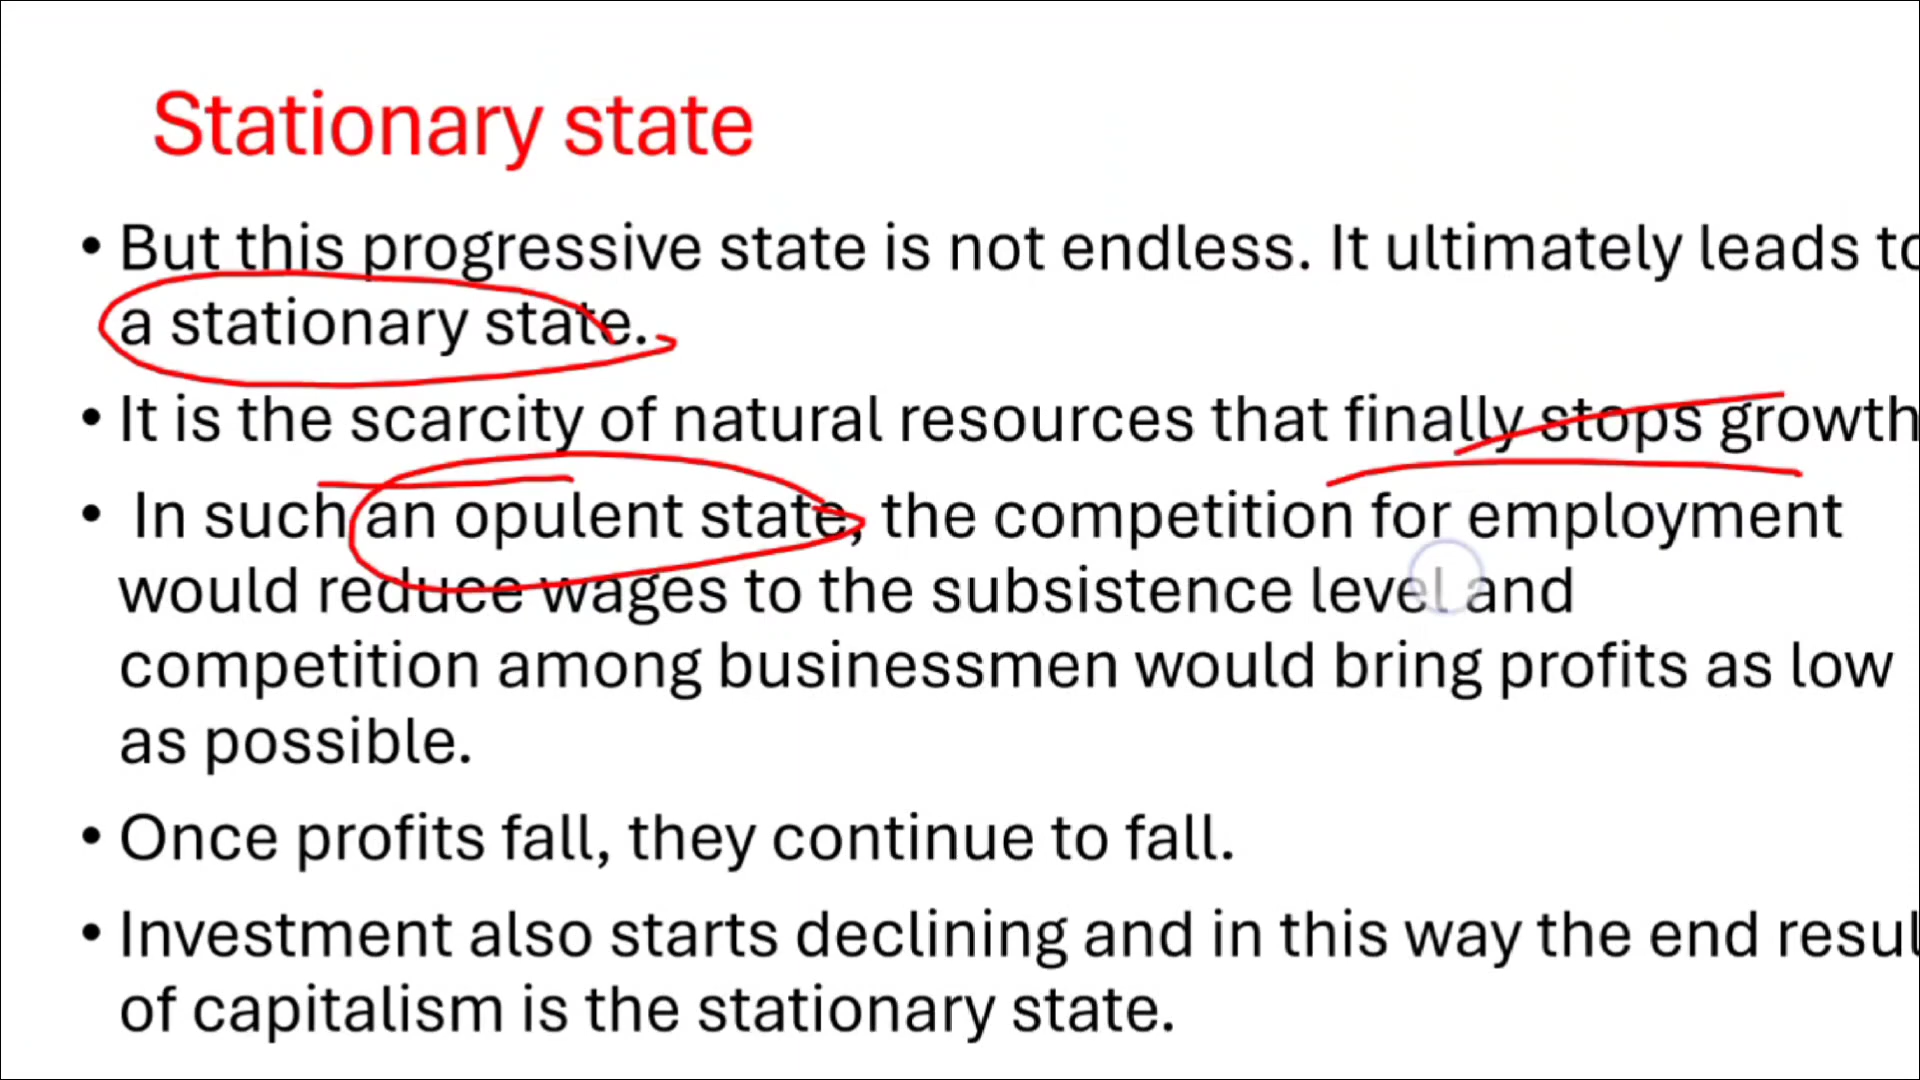 Stationary state
• But this progressive state is not endless. It ultimately leads to
a stationary state.
• It is the scarcity of natural resources that finally stops growth
• In such an opulent state, the competition for employment
would reduce wages to the subsistence level and
competition among businessmen would bring profits as low
as possible.
• Once profits fall, they continue to fall.
• Investment also starts declining and in this way the end resul
of capitalism is the stationary state.